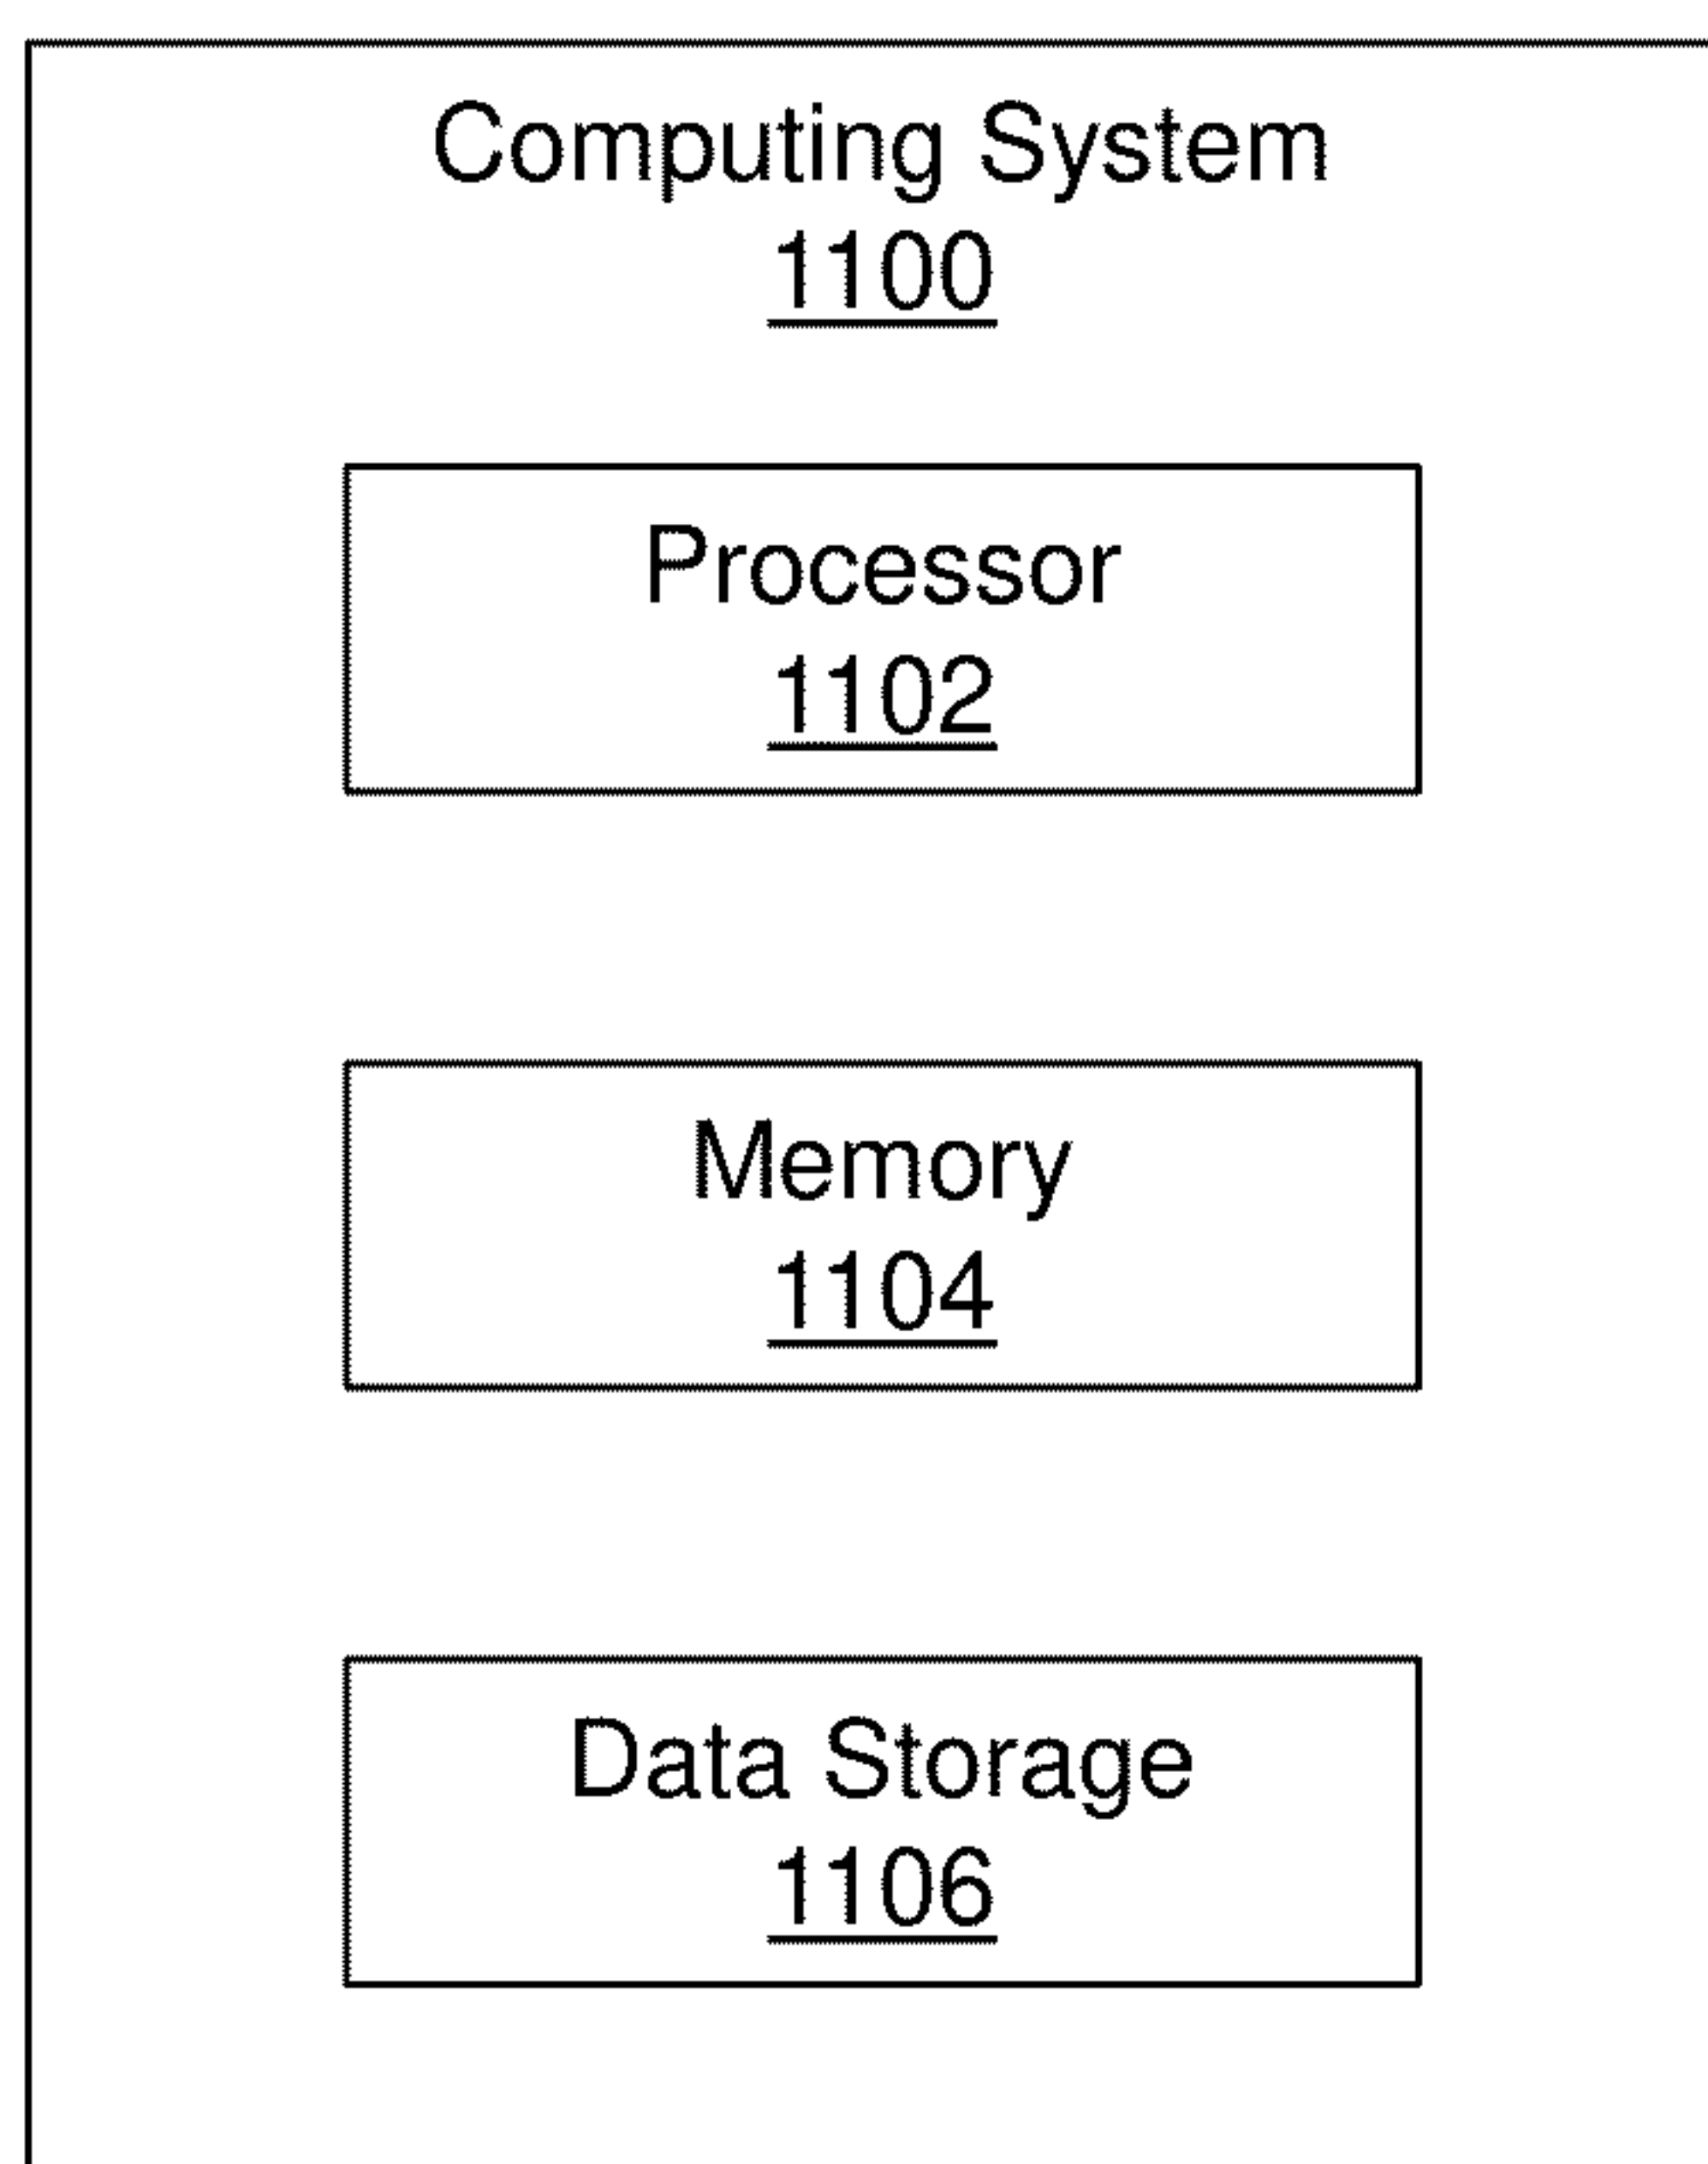 Computing System
1100
Processor
1102
Memory
1104
Data Storage
1106